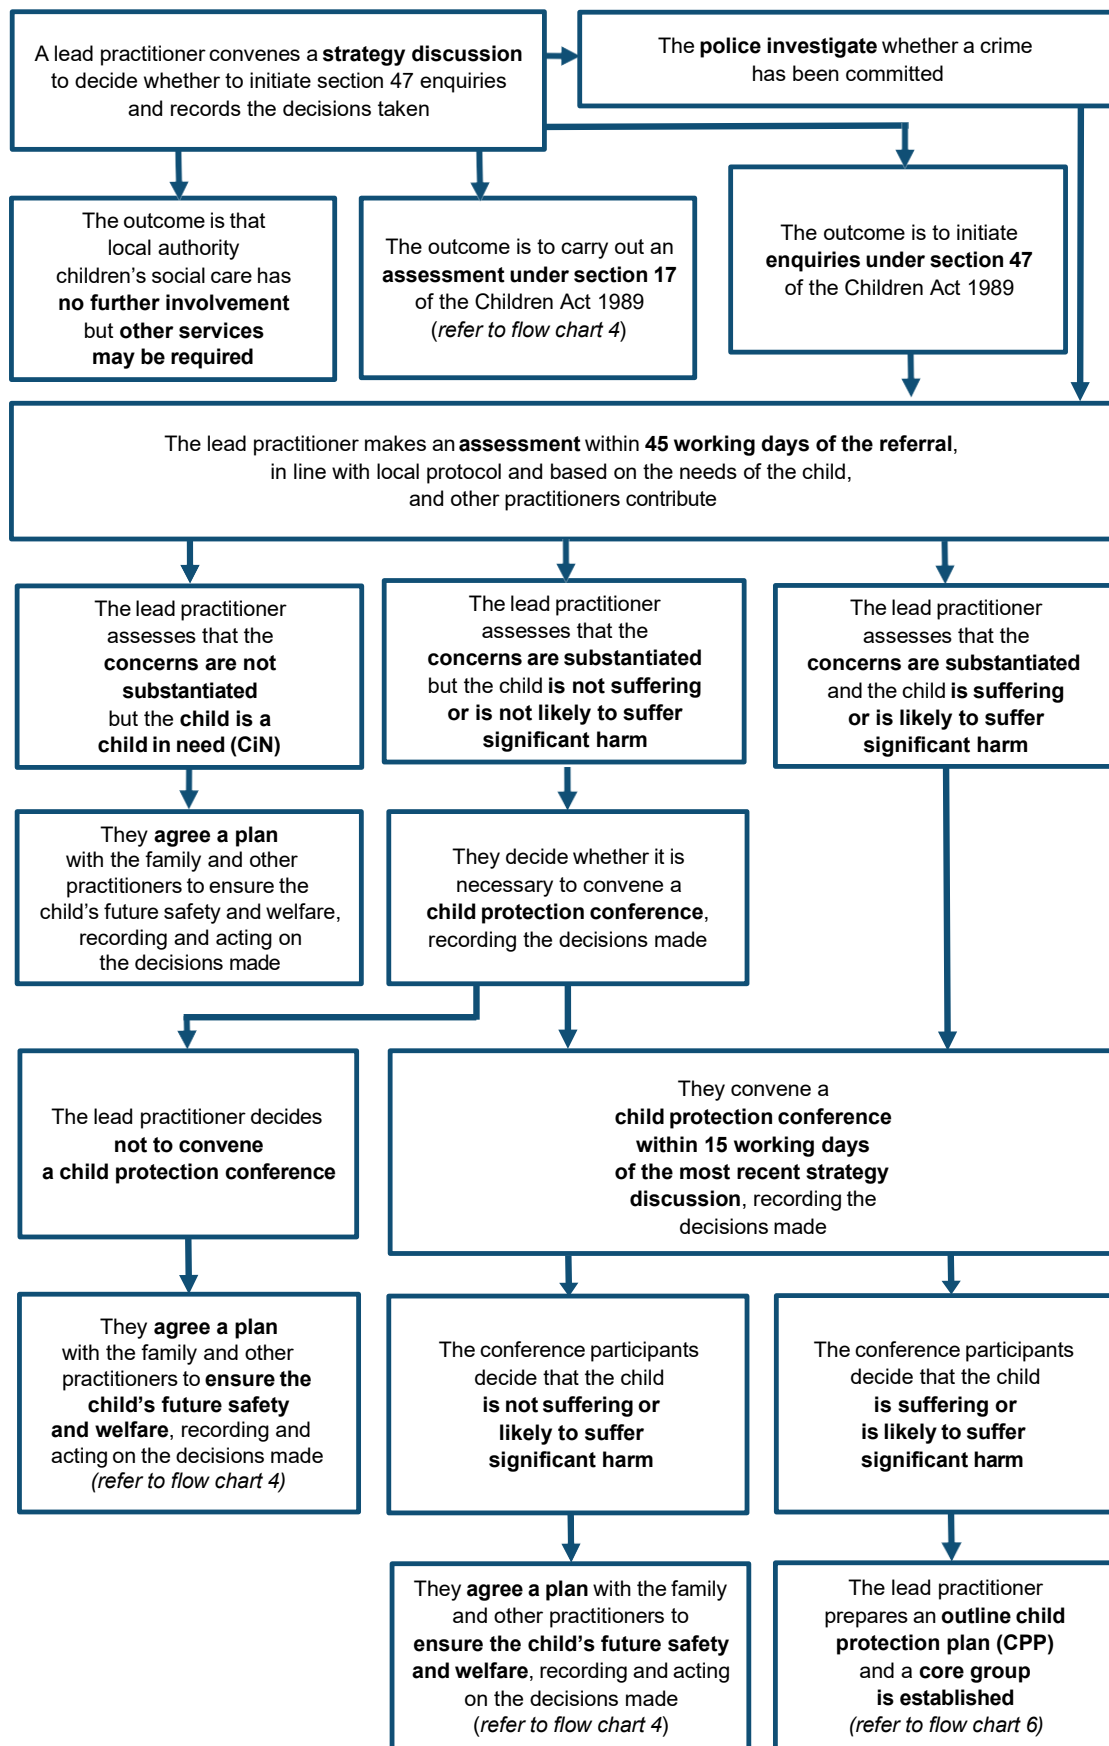 A lead practitioner convenes a strategy discussion
to decide whether to initiate section 47 enquiries
and records the decisions taken
The police investigate whether a crime
has been committed
The outcome is that
local authority
children’s social care has
no further involvement
but other services
may be required
The outcome is to carry out an
assessment under section 17
of the Children Act 1989
(refer to flow chart 4)
The outcome is to initiate
enquiries under section 47
of the Children Act 1989
The lead practitioner makes an assessment within 45 working days of the referral,
in line with local protocol and based on the needs of the child,
and other practitioners contribute
The lead practitioner
assesses that the
concerns are not
substantiated
but the child is a
child in need (CiN)
The lead practitioner
assesses that the
concerns are substantiated
but the child is not suffering
or is not likely to suffer
significant harm
The lead practitioner
assesses that the
concerns are substantiated
and the child is suffering
or is likely to suffer
significant harm
They agree a plan
with the family and other
practitioners to ensure the
child’s future safety and welfare,
recording and acting on
the decisions made
They decide whether it is
necessary to convene a
child protection conference,
recording the decisions made
The lead practitioner decides
not to convene
a child protection conference
They convene a
child protection conference
within 15 working days
of the most recent strategy
discussion, recording the
decisions made
They agree a plan
with the family and other
practitioners to ensure the
child’s future safety
and welfare, recording and
acting on the decisions made
(refer to flow chart 4)
The conference participants
decide that the child
is not suffering or
likely to suffer
significant harm
The conference participants
decide that the child
is suffering or
is likely to suffer
significant harm
They agree a plan with the family
and other practitioners to
ensure the child’s future safety
and welfare, recording and acting
on the decisions made
(refer to flow chart 4)
The lead practitioner
prepares an outline child
protection plan (CPP)
and a core group
is established
(refer to flow chart 6)